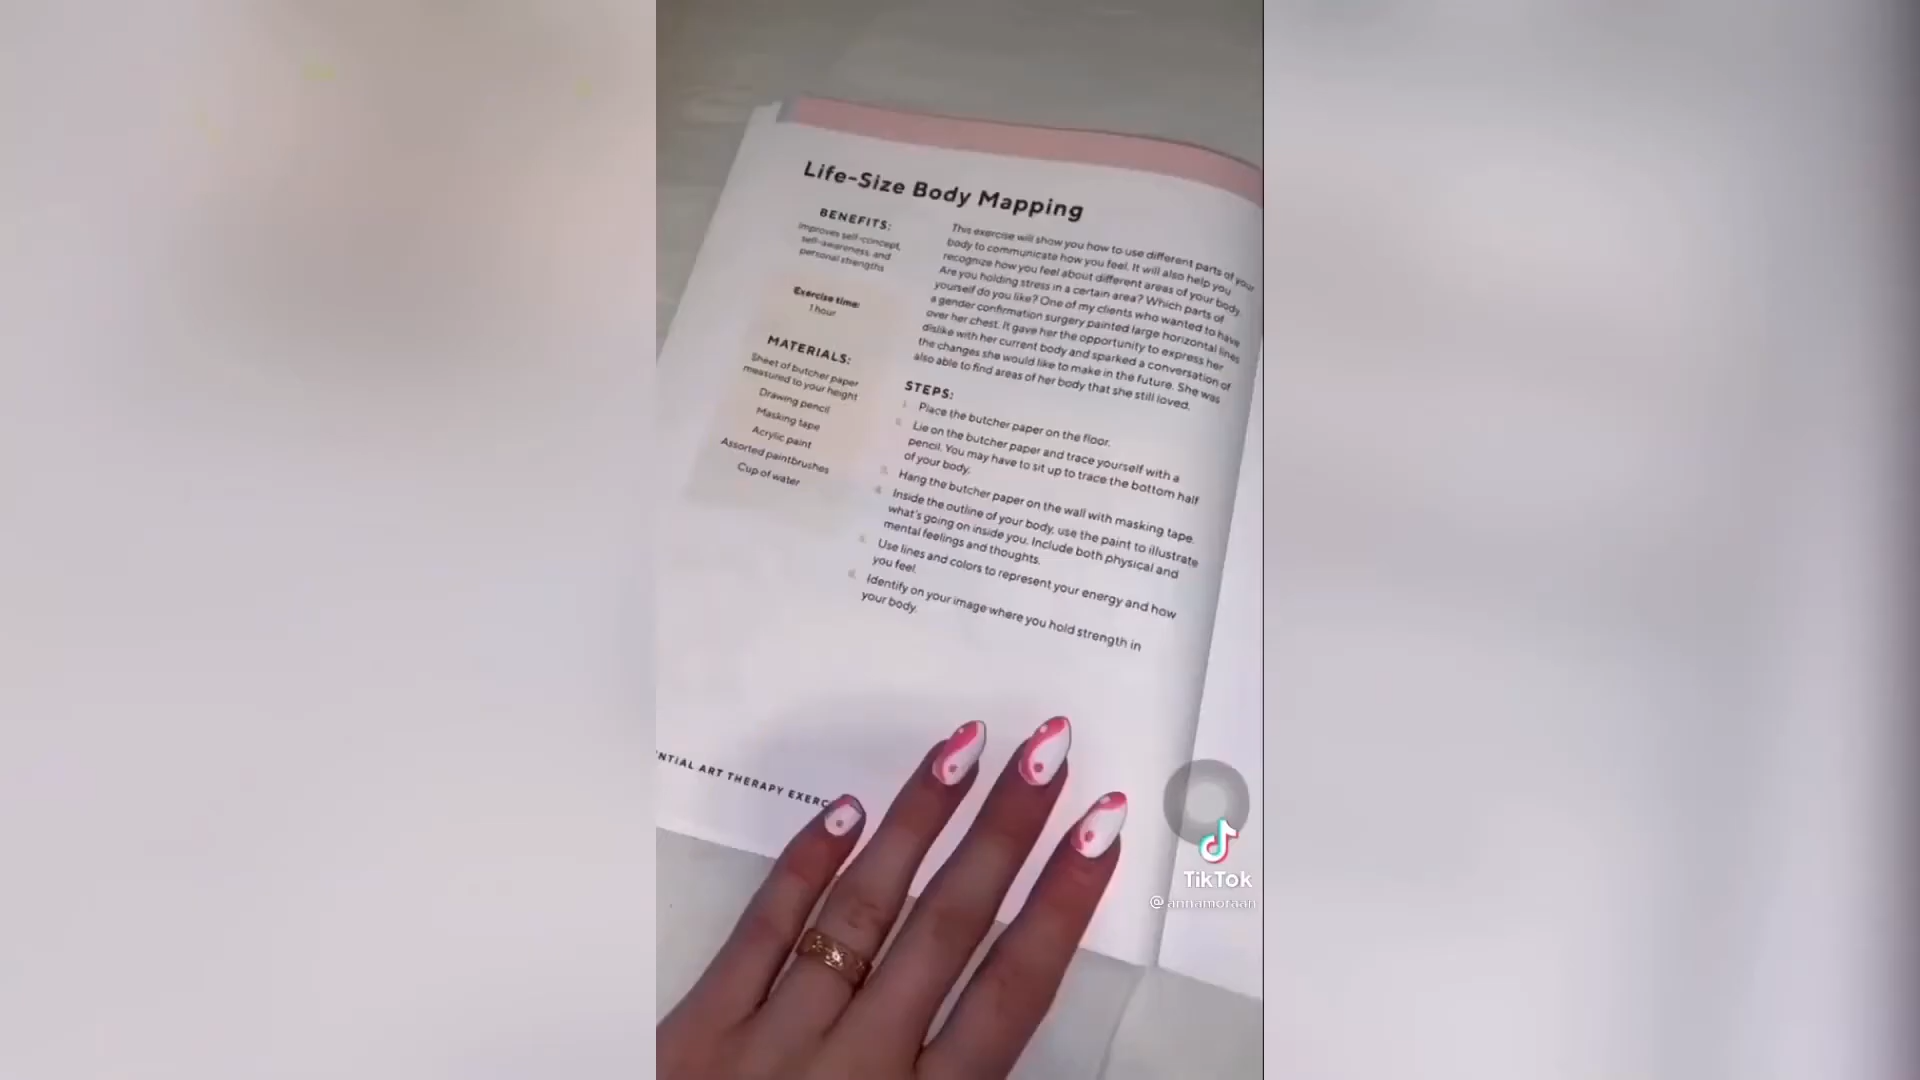 Life-Size Body Mapping
BENEFITS:
Improves self-concept,
self-awareness, and
personal strengths
Exercise time:
1 hour
MATERIALS:
Sheet of butcher paper
measured to your height
Drawing pencil
Masking tape
Acrylic paint
Assorted paintbrushes
Cup of water
This exercise will show you how to use different parts of your
body to communicate how you feel. It will also help you
recognize how you feel about different areas of your body.
Are you holding stress in a certain area? Which parts of
yourself do you like? One of my clients who wanted to have
a gender confirmation surgery painted large horizontal lines
over her chest. It gave her the opportunity to express her
dislike with her current body and sparked a conversation of
the changes she would like to make in the future. She was
also able to find areas of her body that she still loved.
STEPS:
1. Place the butcher paper on the floor.
2. Lie on the butcher paper and trace yourself with a
pencil. You may have to sit up to trace the bottom half
of your body.
3. Hang the butcher paper on the wall with masking tape.
4. Inside the outline of your body, use the paint to illustrate
what's going on inside you. Include both physical and
mental feelings and thoughts.
5. Use lines and colors to represent your energy and how
you feel.
6. Identify on your image where you hold strength in
your body.
NTIAL ART THERAPY EXERC
TikTok
@annamoraan